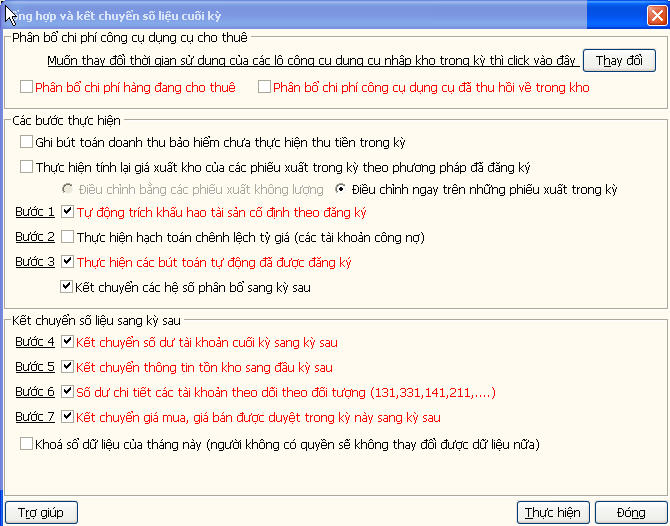 ổng hợp và kết chuyển số liệu cuối kỳ
Phân bổ chi phí công cụ dụng cụ cho thuê
Muốn thay đổi thời gian sử dụng của các lô công cụ dụng cụ nhập kho trong kỳ thì click vào đây
Thay đổi
Phân bổ chi phí hàng đang cho thuê
Phân bổ chi phí công cụ dụng cụ đã thu hồi về trong kho
Các bước thực hiện
Ghi bút toán doanh thu bảo hiểm chưa thực hiện thu tiền trong kỳ
Thực hiện tính lại giá xuất kho của các phiếu xuất trong kỳ theo phương pháp đã đăng ký
Điều chỉnh bằng các phiếu xuất không lượng
Điều chỉnh ngay trên những phiếu xuất trong kỳ
Bước 1 Tự động trích khấu hao tài sản cố định theo đăng ký
Bước 2 Thực hiện hạch toán chênh lệch tỷ giá (các tài khoản công nợ)
Bước 3 Thực hiện các bút toán tự động đã được đăng ký
Kết chuyển các hệ số phân bổ sang kỳ sau
Kết chuyển số liệu sang kỳ sau
Bước 4 Kết chuyển số dư tài khoản cuối kỳ sang kỳ sau
Bước 5 Kết chuyển thông tin tồn kho sang đầu kỳ sau
Bước 6 Số dư chi tiết các tài khoản theo dõi theo đối tượng (131,331,141,211,....)
Bước 7 Kết chuyển giá mua, giá bán được duyệt trong kỳ này sang kỳ sau
Khoá sổ dữ liệu của tháng này (người không có quyền sẽ không thay đổi được dữ liệu nữa)
Trợ giúp
Thực hiện
Đóng